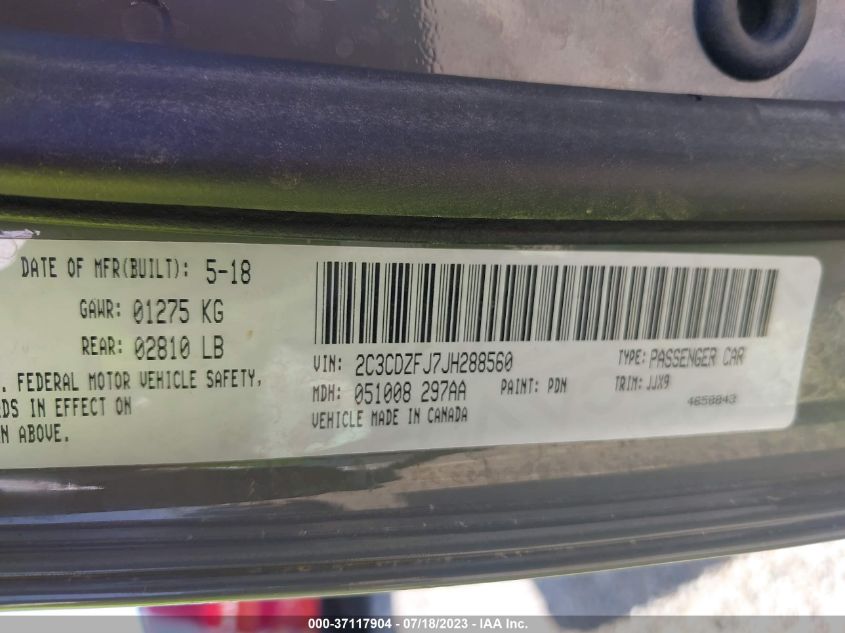 DATE OF MFR(BUILT): 5-18
GAWR: 01275 KG
REAR: 02810 LB
. FEDERAL MOTOR VEHICLE SAFETY,
DS IN EFFECT ON
N ABOVE.
VIN: 2C3CDZFJ7JH288560
TYPE: PASSENGER CAR
MDH: 051008 297AA
PAINT: PDN
TRIM: JJX9
VEHICLE MADE IN CANADA
4658843
000-37117904 - 07/18/2023 - IAA Inc.